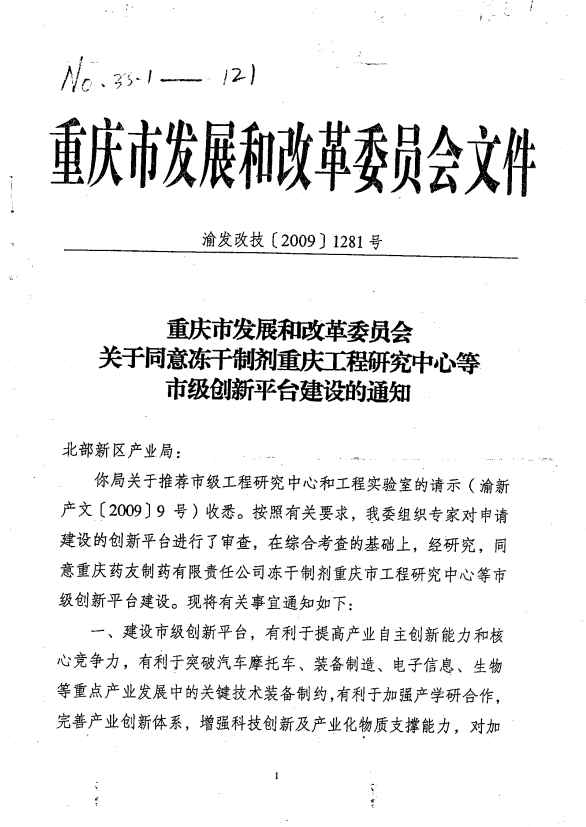 No. 35-1 —— 121
重庆市发展和改革委员会文件
渝发改技〔2009〕1281号
重庆市发展和改革委员会
关于同意冻干制剂重庆工程研究中心等
市级创新平台建设的通知
北部新区产业局：
你局关于推荐市级工程研究中心和工程实验室的请示（渝新
产文〔2009〕9 号）收悉。按照有关要求，我委组织专家对申请
建设的创新平台进行了审查，在综合考查的基础上，经研究，同
意重庆药友制药有限责任公司冻干制剂重庆市工程研究中心等市
级创新平台建设。现将有关事宜通知如下：
一、建设市级创新平台，有利于提高产业自主创新能力和核
心竞争力，有利于突破汽车摩托车、装备制造、电子信息、生物
等重点产业发展中的关键技术装备制约，有利于加强产学研合作，
完善产业创新体系，增强科技创新及产业化物质支撑能力，对加
1